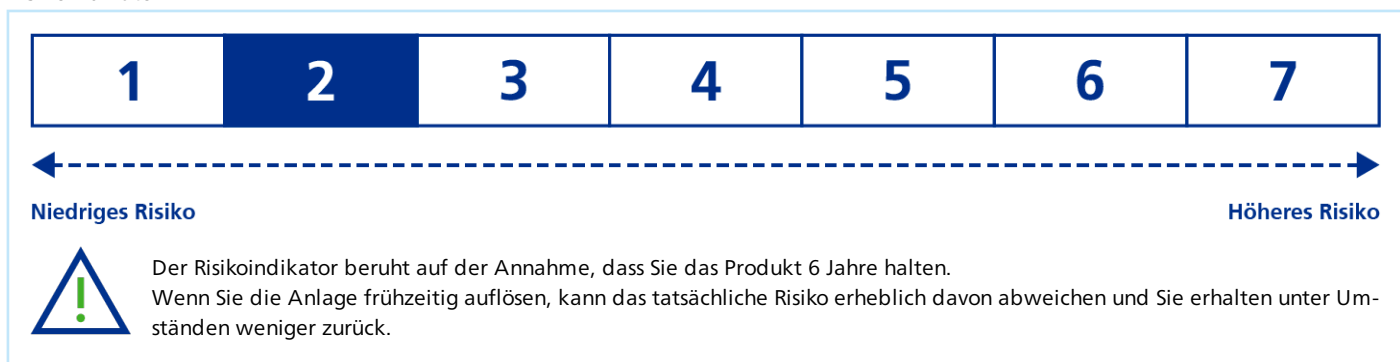 1 2 3 4 5 6 7
Niedriges Risiko Höheres Risiko
!
Der Risikoindikator beruht auf der Annahme, dass Sie das Produkt 6 Jahre halten.
Wenn Sie die Anlage frühzeitig auflösen, kann das tatsächliche Risiko erheblich davon abweichen und Sie erhalten unter Um-
ständen weniger zurück.